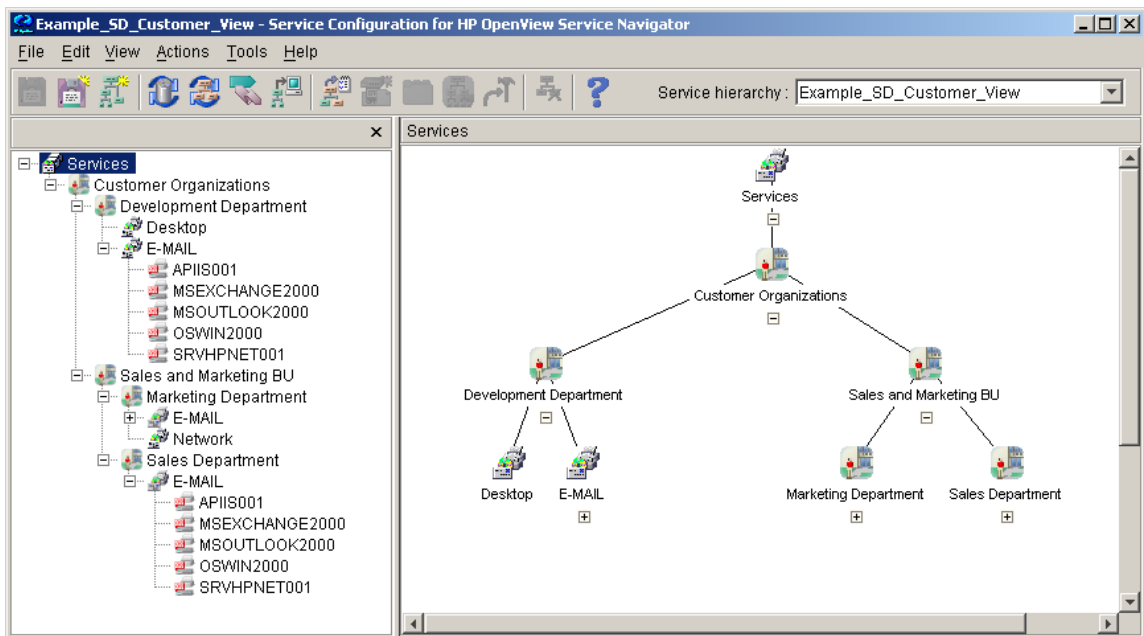 Example_SD_Customer_View - Service Configuration for HP OpenView Service Navigator
File Edit View Actions Tools Help
Service hierarchy : Example_SD_Customer_View
Services
Services
Customer Organizations
Development Department
Desktop
E-MAIL
APIIS001
MSEXCHANGE2000
MSOUTLOOK2000
OSWIN2000
SRVHPNET001
Sales and Marketing BU
Marketing Department
E-MAIL
Network
Sales Department
E-MAIL
APIIS001
MSEXCHANGE2000
MSOUTLOOK2000
OSWIN2000
SRVHPNET001
Services
Customer Organizations
Development Department Sales and Marketing BU
Desktop E-MAIL Marketing Department Sales Department